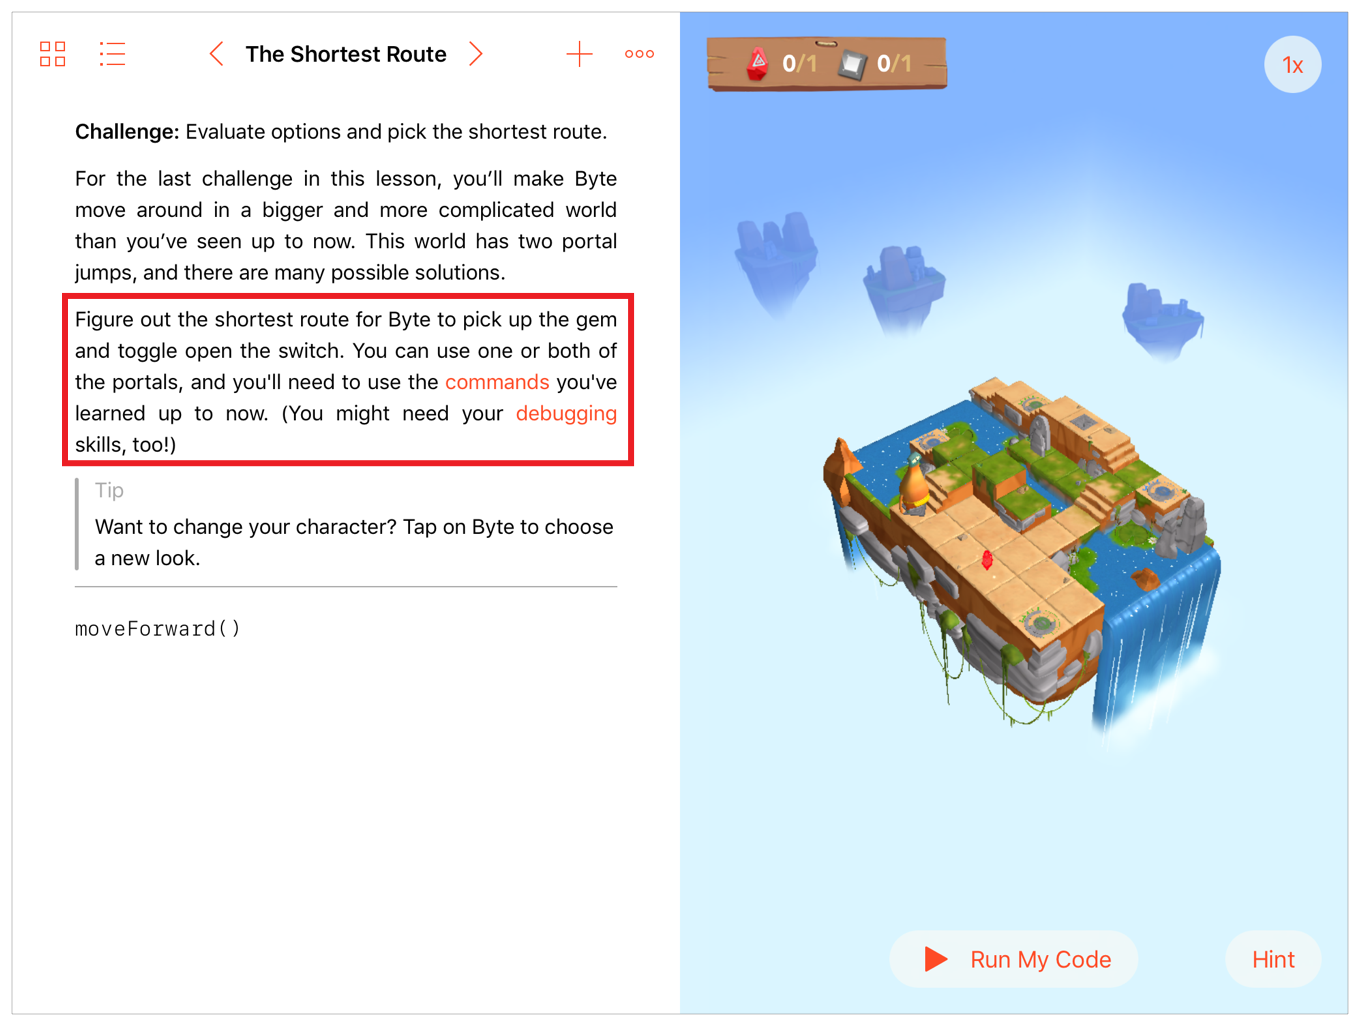 The Shortest Route
Challenge: Evaluate options and pick the shortest route.
For the last challenge in this lesson, you’ll make Byte
move around in a bigger and more complicated world
than you’ve seen up to now. This world has two portal
jumps, and there are many possible solutions.
Figure out the shortest route for Byte to pick up the gem
and toggle open the switch. You can use one or both of
the portals, and you'll need to use the commands you've
learned up to now. (You might need your debugging
skills, too!)
Tip
Want to change your character? Tap on Byte to choose
a new look.
moveForward()
0/1 0/1
1x
Run My Code
Hint